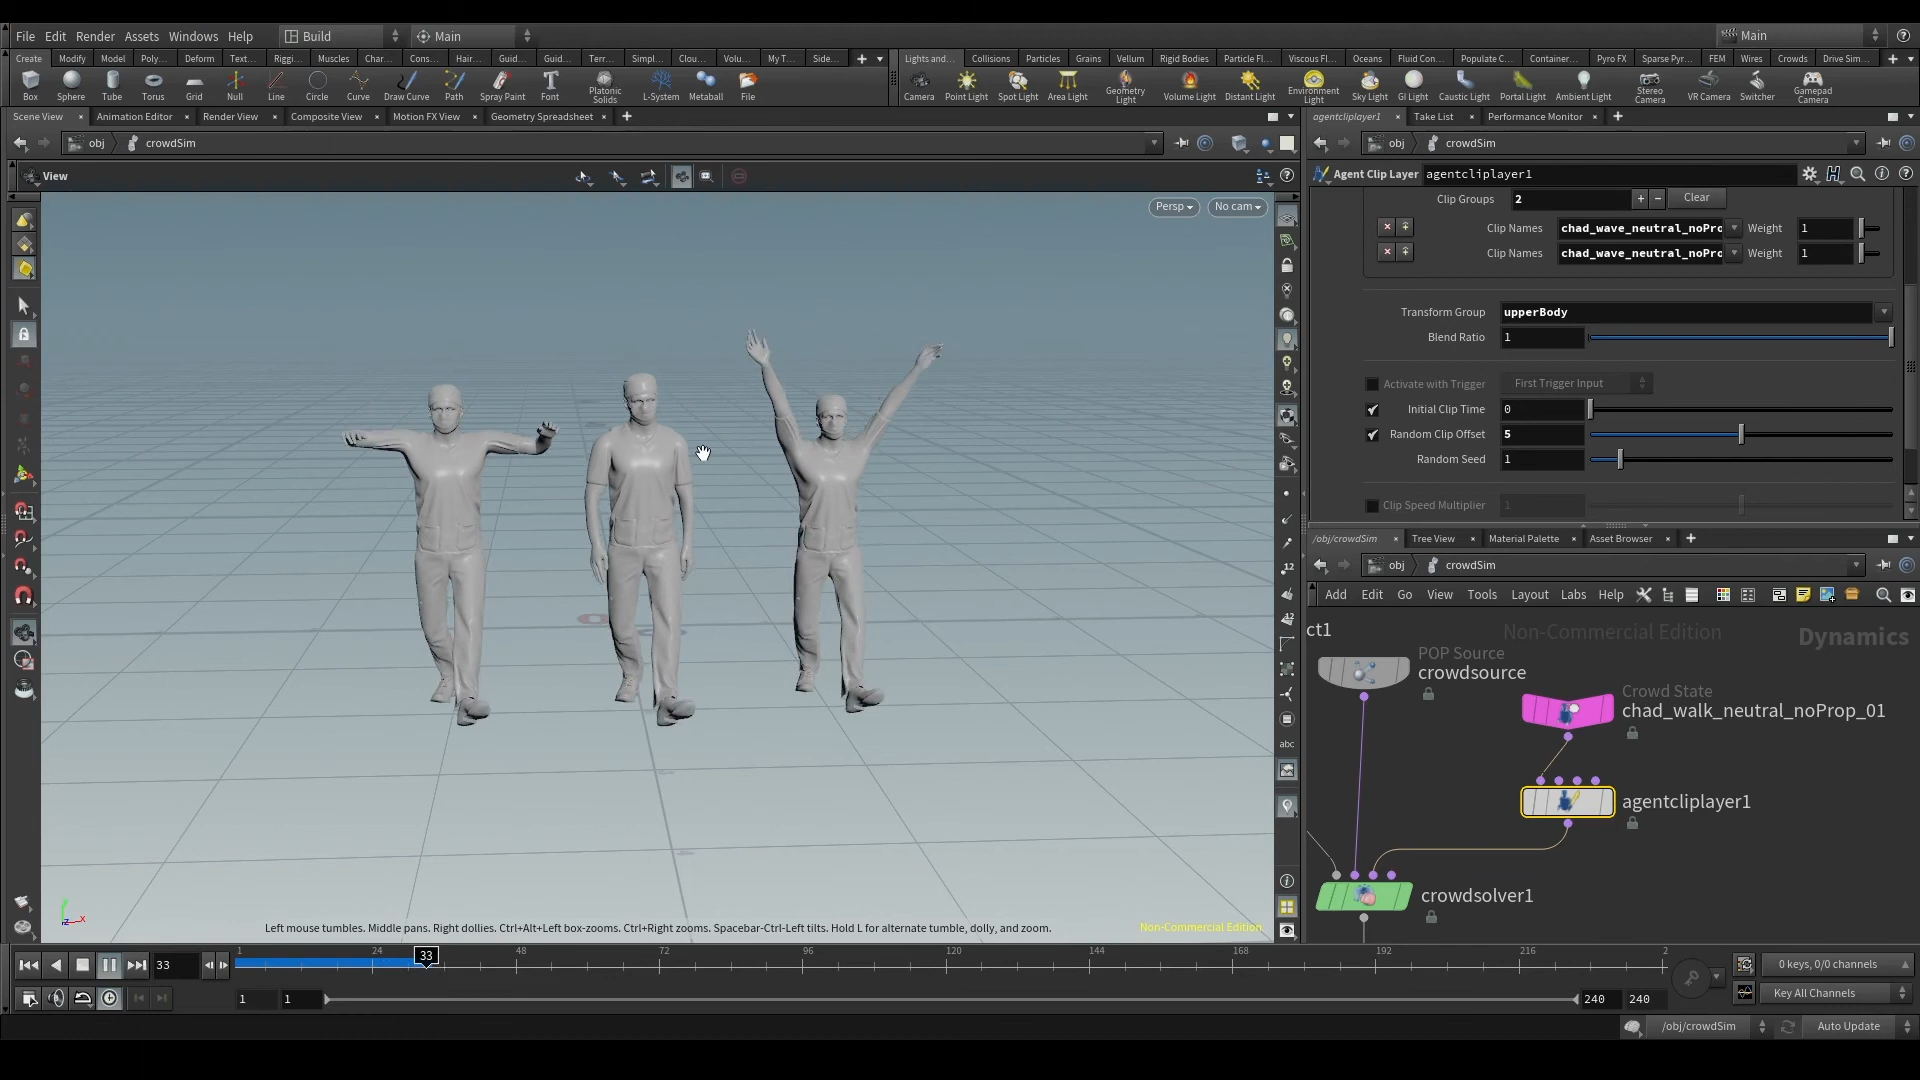 File Edit Render Assets Windows Help Build Main Main
Create Modify Model Poly... Deform Text... Riggi... Muscles Char... Cons... Hair... Guid... Guid... Terr... Simpl... Clou... Volu... My T... Side...
Lights and... Collisions Particles Grains Vellum Rigid Bodies Particle Fl... Viscous Fl... Oceans Fluid Con... Populate C... Container... Pyro FX Sparse Pyr... FEM Wires Crowds Drive Sim...
Box Sphere Tube Torus Grid Null Line Circle Curve Draw Curve Path Spray Paint Font Platonic Solids L-System Metaball File
Camera Point Light Spot Light Area Light Geometry Light Volume Light Distant Light Environment Light Sky Light GI Light Caustic Light Portal Light Ambient Light Stereo Camera VR Camera Switcher Gamepad Camera
Scene View Animation Editor Render View Composite View Motion FX View Geometry Spreadsheet
agentcliplayer1 Take List Performance Monitor
obj crowdSim
obj crowdSim
View
Agent Clip Layer agentcliplayer1
Persp No cam
Clip Groups 2 Clear
Clip Names chad_wave_neutral_noPro Weight 1
Clip Names chad_wave_neutral_noPro Weight 1
Transform Group upperBody
Blend Ratio 1
Activate with Trigger First Trigger Input
Initial Clip Time 0
Random Clip Offset 5
Random Seed 1
Clip Speed Multiplier 1
/obj/crowdSim Tree View Material Palette Asset Browser
obj crowdSim
Add Edit Go View Tools Layout Labs Help
ct1 Non-Commercial Edition Dynamics
POP Source
crowdsource
Crowd State
chad_walk_neutral_noProp_01
agentcliplayer1
crowdsolver1
12
abc
x
z
Left mouse tumbles. Middle pans. Right dollies. Ctrl+Alt+Left box-zooms. Ctrl+Right zooms. Spacebar-Ctrl-Left tilts. Hold L for alternate tumble, dolly, and zoom.
Non-Commercial Edition
33 1 24 33 48 72 96 120 144 168 192 216 2
0 keys, 0/0 channels
1 1 240 240
Key All Channels
/obj/crowdSim Auto Update